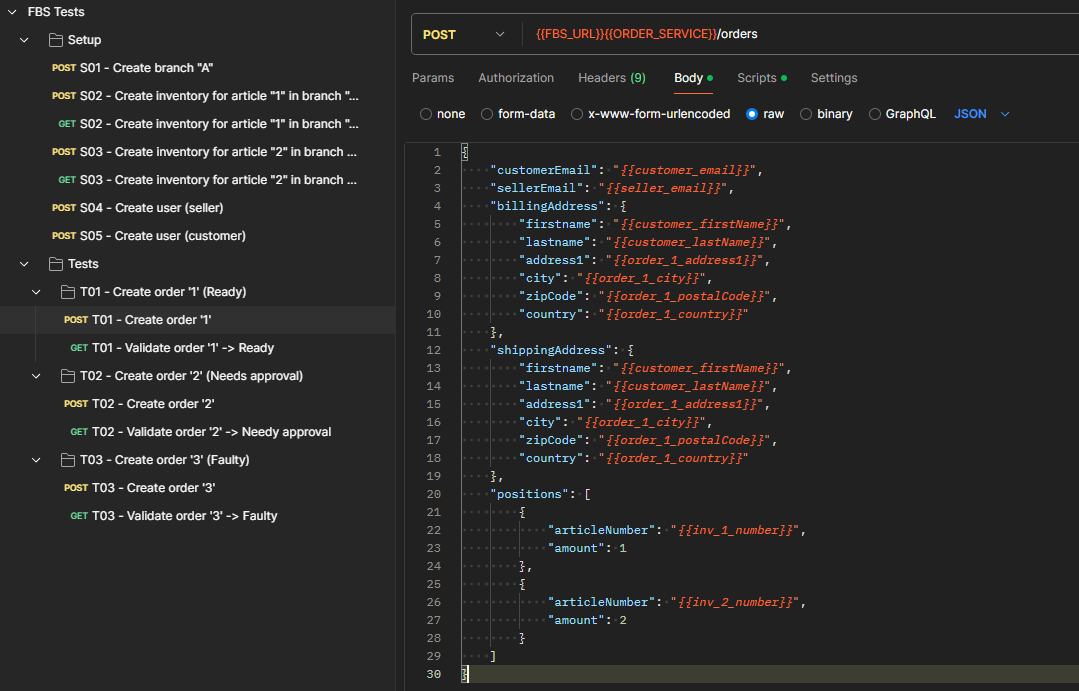 FBS Tests
Setup
POST S01 - Create branch "A"
POST S02 - Create inventory for article "1" in branch "...
GET S02 - Create inventory for article "1" in branch "...
POST S03 - Create inventory for article "2" in branch ...
GET S03 - Create inventory for article "2" in branch ...
POST S04 - Create user (seller)
POST S05 - Create user (customer)
Tests
T01 - Create order '1' (Ready)
POST T01 - Create order '1'
GET T01 - Validate order '1' -> Ready
T02 - Create order '2' (Needs approval)
POST T02 - Create order '2'
GET T02 - Validate order '2' -> Needy approval
T03 - Create order '3' (Faulty)
POST T03 - Create order '3'
GET T03 - Validate order '3' -> Faulty
POST {{FBS_URL}}{{ORDER_SERVICE}}/orders
Params Authorization Headers (9) Body Scripts Settings
none form-data x-www-form-urlencoded raw binary GraphQL JSON
1 {
2 "customerEmail": "{{customer_email}}",
3 "sellerEmail": "{{seller_email}}",
4 "billingAddress": {
5 "firstname": "{{customer_firstName}}",
6 "lastname": "{{customer_lastName}}",
7 "address1": "{{order_1_address1}}",
8 "city": "{{order_1_city}}",
9 "zipCode": "{{order_1_postalCode}}",
10 "country": "{{order_1_country}}"
11 },
12 "shippingAddress": {
13 "firstname": "{{customer_firstName}}",
14 "lastname": "{{customer_lastName}}",
15 "address1": "{{order_1_address1}}",
16 "city": "{{order_1_city}}",
17 "zipCode": "{{order_1_postalCode}}",
18 "country": "{{order_1_country}}"
19 },
20 "positions": [
21 {
22 "articleNumber": "{{inv_1_number}}",
23 "amount": 1
24 },
25 {
26 "articleNumber": "{{inv_2_number}}",
27 "amount": 2
28 }
29 ]
30 }